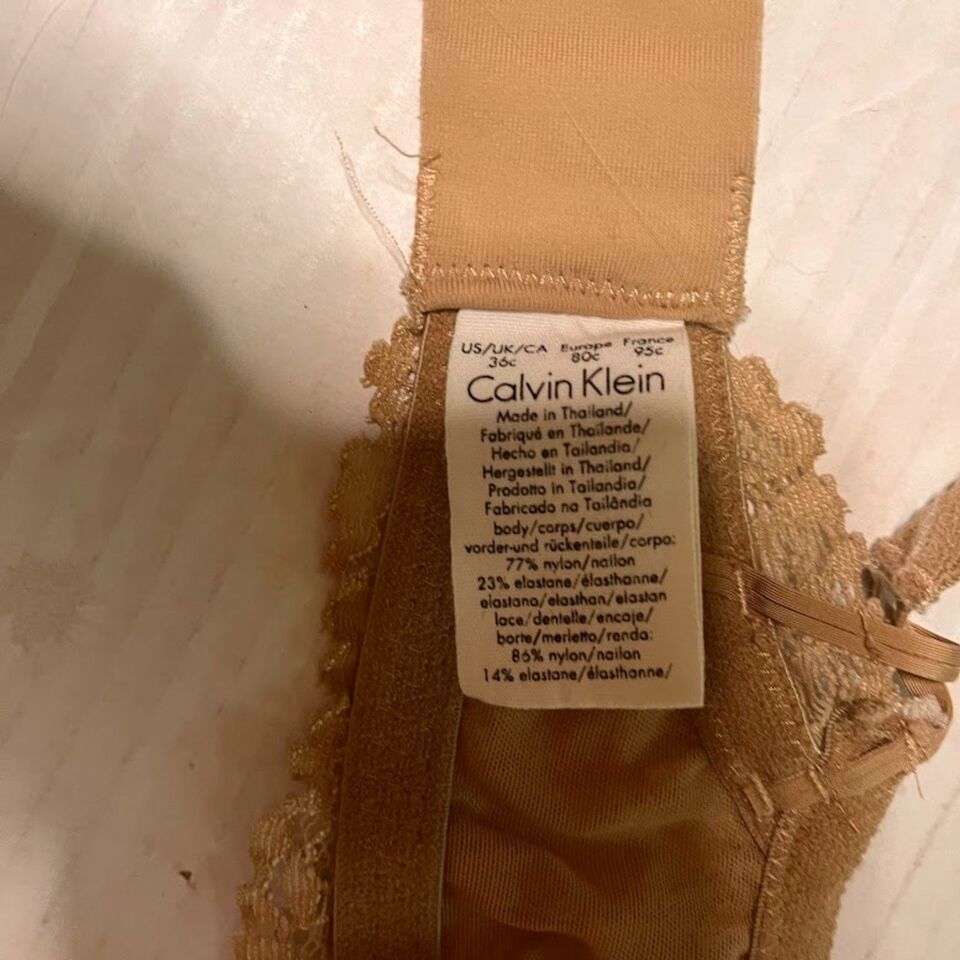 US/UK/CA Europe France
36c 80c 95c
Calvin Klein
Made in Thailand/
Fabriqué en Thaïlande/
Hecho en Tailandia/
Hergestellt in Thailand/
Prodotto in Tailandia/
Fabricado na Tailândia
body/corps/cuerpo/
vorder-und rückenteile/corpo:
77% nylon/nailon
23% elastane/élasthanne/
elastano/elasthan/elastan
lace/dentelle/encaje/
borte/merletto/renda:
86% nylon/nailon
14% elastane/élasthanne/